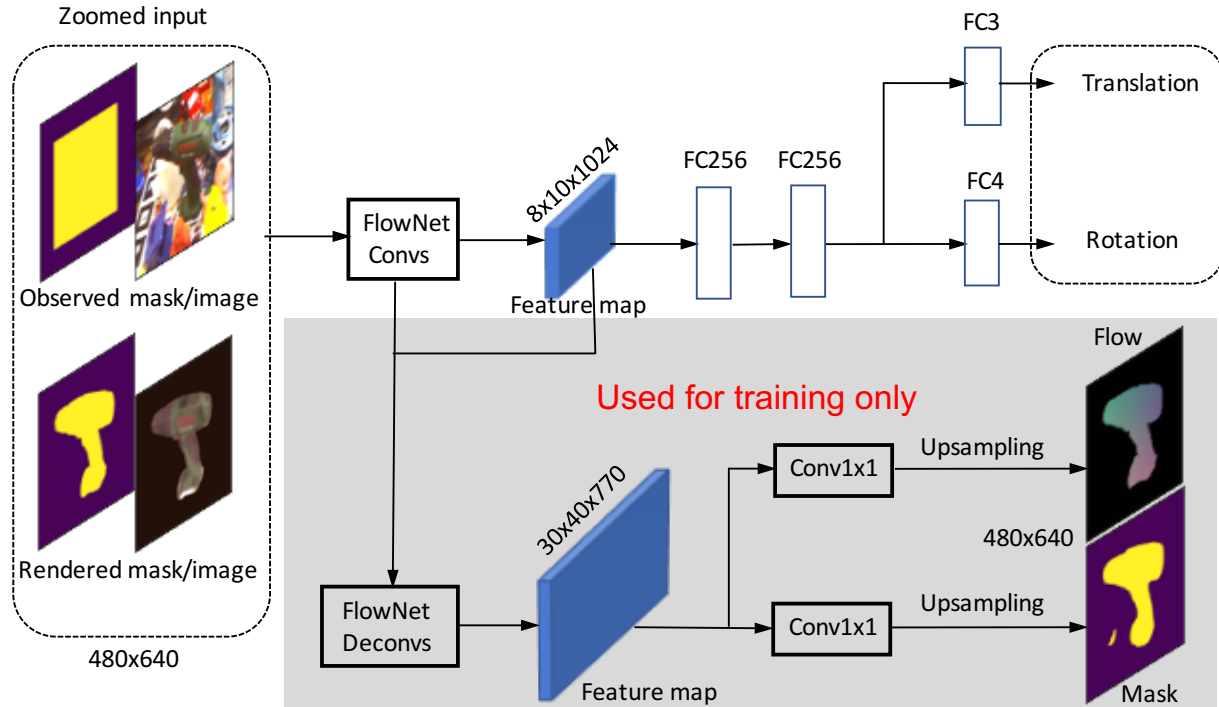 Zoomed input
Observed mask/image
Rendered mask/image
480x640
FlowNet
Convs
8x10x1024
Feature map
FC256
FC256
FC3
FC4
Translation
Rotation
Used for training only
FlowNet
Deconvs
30x40x770
Feature map
Conv1x1
Upsampling
Conv1x1
Upsampling
Flow
480x640
Mask